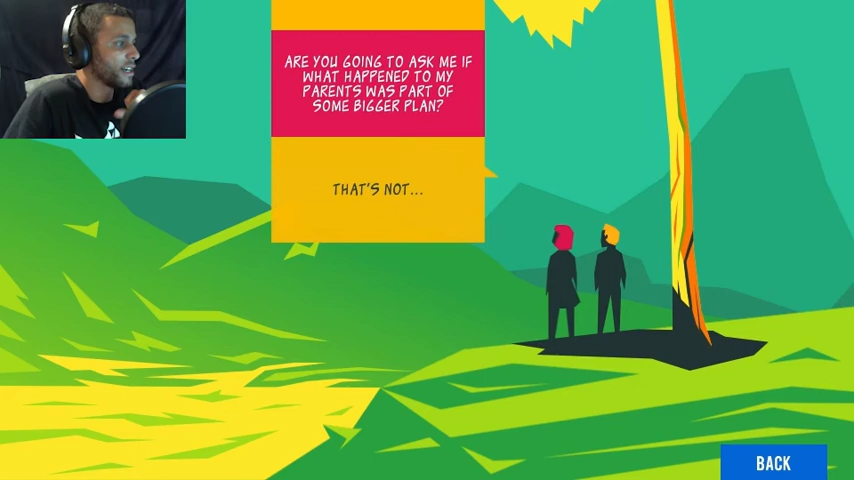 ARE YOU GOING TO ASK ME IF
WHAT HAPPENED TO MY
PARENTS WAS PART OF
SOME BIGGER PLAN?
THAT'S NOT...
BACK